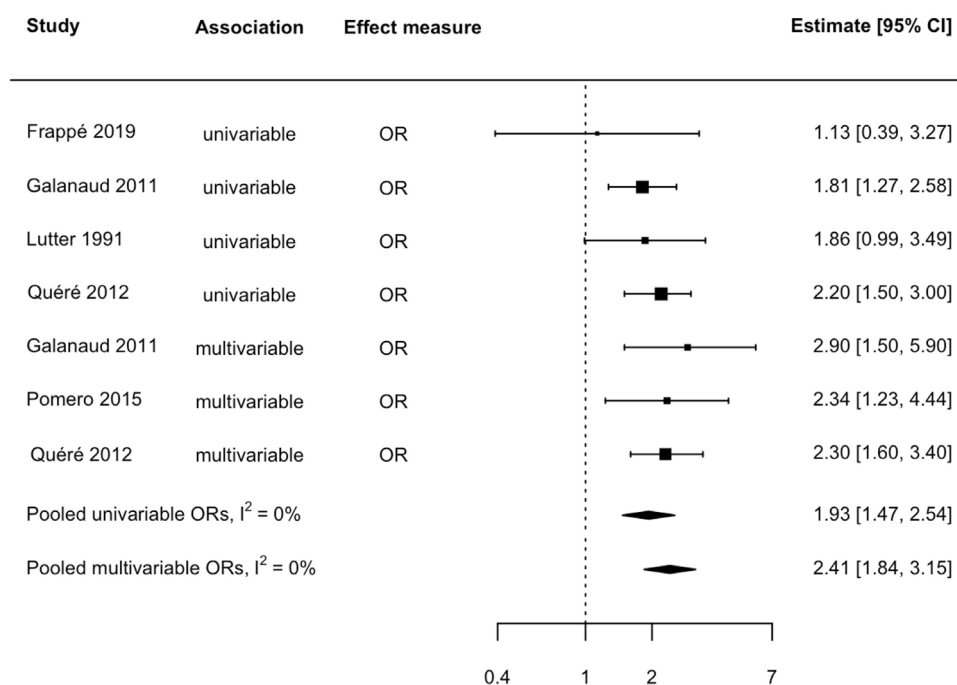 Study Association Effect measure Estimate [95% CI]
Frappé 2019 univariable OR 1.13 [0.39, 3.27]
Galanaud 2011 univariable OR 1.81 [1.27, 2.58]
Lutter 1991 univariable OR 1.86 [0.99, 3.49]
Quéré 2012 univariable OR 2.20 [1.50, 3.00]
Galanaud 2011 multivariable OR 2.90 [1.50, 5.90]
Pomero 2015 multivariable OR 2.34 [1.23, 4.44]
Quéré 2012 multivariable OR 2.30 [1.60, 3.40]
Pooled univariable ORs, I² = 0% 1.93 [1.47, 2.54]
Pooled multivariable ORs, I² = 0% 2.41 [1.84, 3.15]
0.4 1 2 7